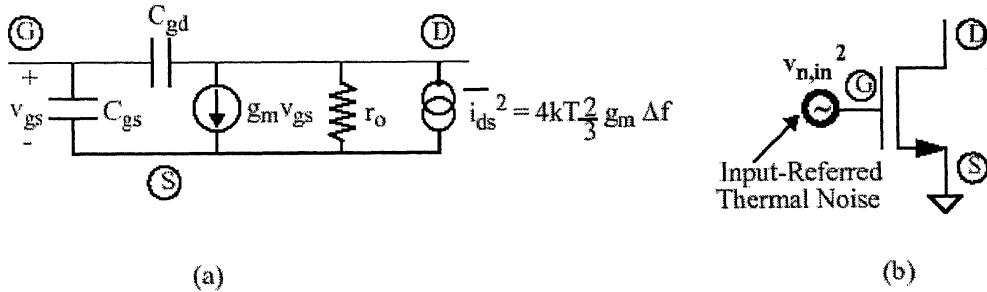 G
C_gd
D
+
v_gs
-
C_gs
g_m v_gs
r_o
i_ds^2 = 4kT 2/3 g_m Δf
S
(a)
v_n,in^2
G
D
S
Input-Referred
Thermal Noise
(b)